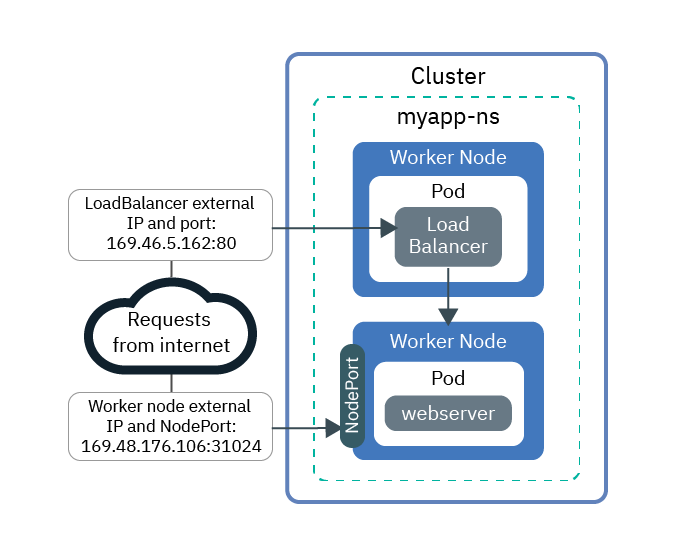 Cluster
myapp-ns
Worker Node
Pod
Load
Balancer
LoadBalancer external
IP and port:
169.46.5.162:80
Requests
from internet
Worker Node
Pod
webserver
NodePort
Worker node external
IP and NodePort:
169.48.176.106:31024